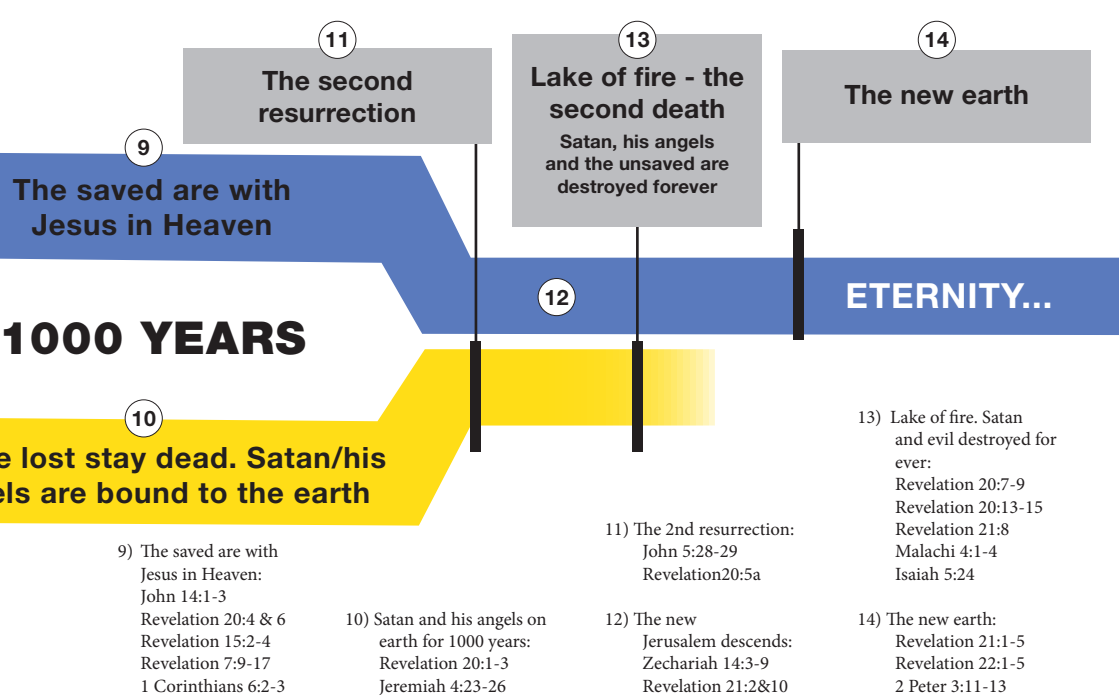 11
The second
resurrection
13
Lake of fire - the
second death
Satan, his angels
and the unsaved are
destroyed forever
14
The new earth
9
The saved are with
Jesus in Heaven
12
ETERNITY...
1000 YEARS
10
lost stay dead. Satan/his
are bound to the earth
9) The saved are with
Jesus in Heaven:
John 14:1-3
Revelation 20:4 & 6
Revelation 15:2-4
Revelation 7:9-17
1 Corinthians 6:2-3
10) Satan and his angels on
earth for 1000 years:
Revelation 20:1-3
Jeremiah 4:23-26
11) The 2nd resurrection:
John 5:28-29
Revelation20:5a
12) The new
Jerusalem descends:
Zechariah 14:3-9
Revelation 21:2&10
13) Lake of fire. Satan
and evil destroyed for
ever:
Revelation 20:7-9
Revelation 20:13-15
Revelation 21:8
Malachi 4:1-4
Isaiah 5:24
14) The new earth:
Revelation 21:1-5
Revelation 22:1-5
2 Peter 3:11-13